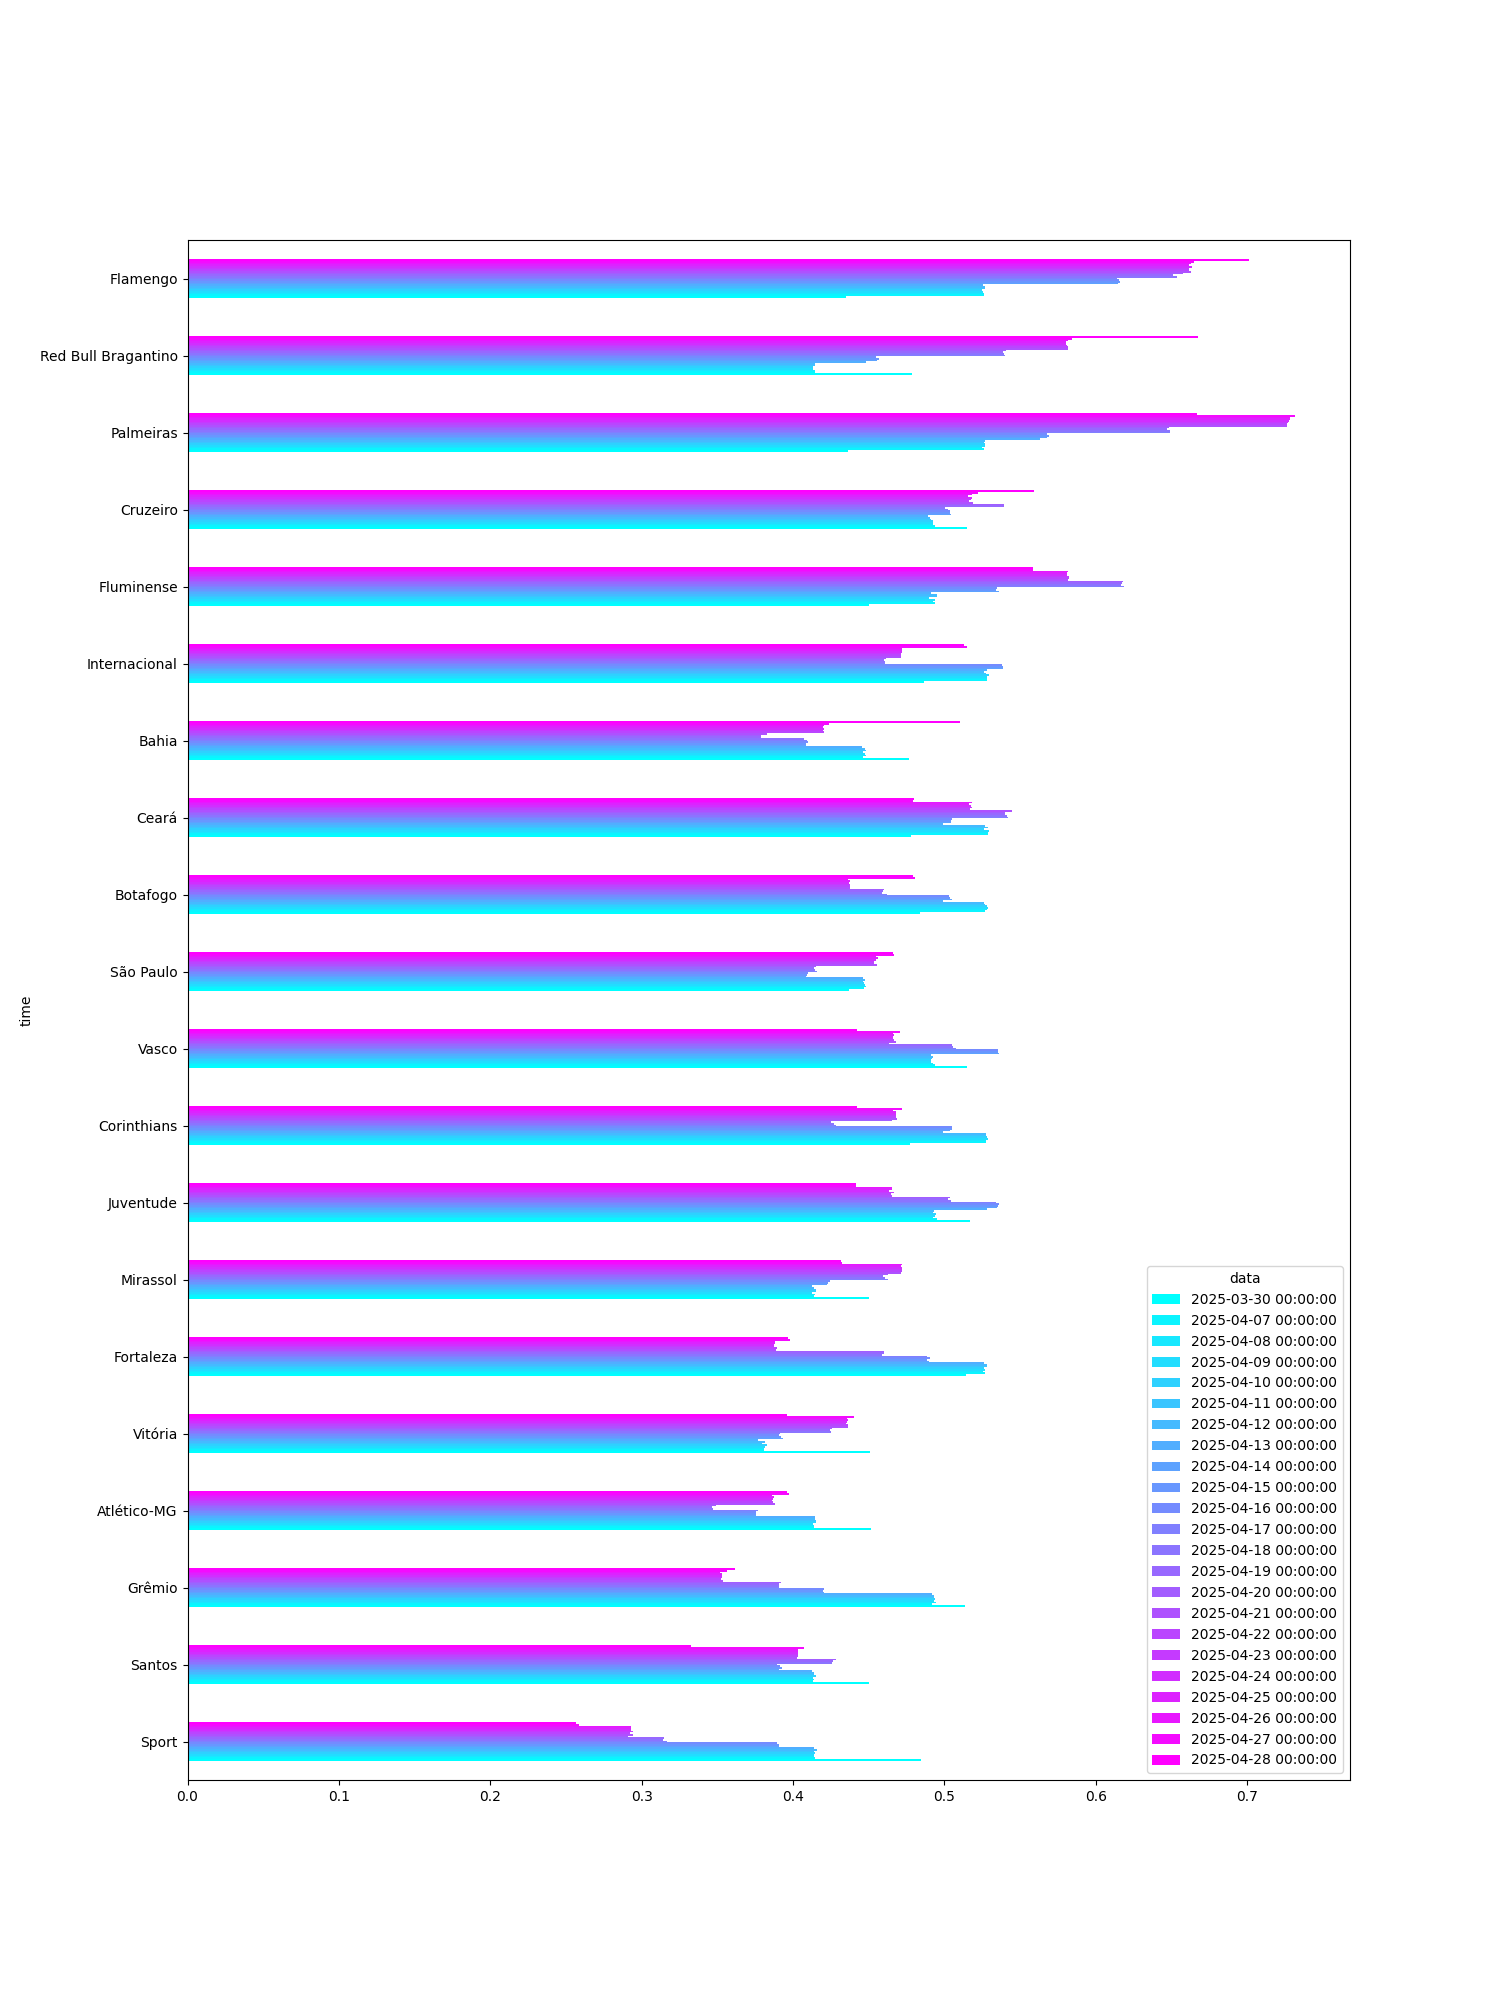 Flamengo
Red Bull Bragantino
Palmeiras
Cruzeiro
Fluminense
Internacional
Bahia
Ceará
Botafogo
São Paulo
time
Vasco
Corinthians
Juventude
Mirassol
Fortaleza
Vitória
Atlético-MG
Grêmio
Santos
Sport
data
2025-03-30 00:00:00
2025-04-07 00:00:00
2025-04-08 00:00:00
2025-04-09 00:00:00
2025-04-10 00:00:00
2025-04-11 00:00:00
2025-04-12 00:00:00
2025-04-13 00:00:00
2025-04-14 00:00:00
2025-04-15 00:00:00
2025-04-16 00:00:00
2025-04-17 00:00:00
2025-04-18 00:00:00
2025-04-19 00:00:00
2025-04-20 00:00:00
2025-04-21 00:00:00
2025-04-22 00:00:00
2025-04-23 00:00:00
2025-04-24 00:00:00
2025-04-25 00:00:00
2025-04-26 00:00:00
2025-04-27 00:00:00
2025-04-28 00:00:00
0.0 0.1 0.2 0.3 0.4 0.5 0.6 0.7